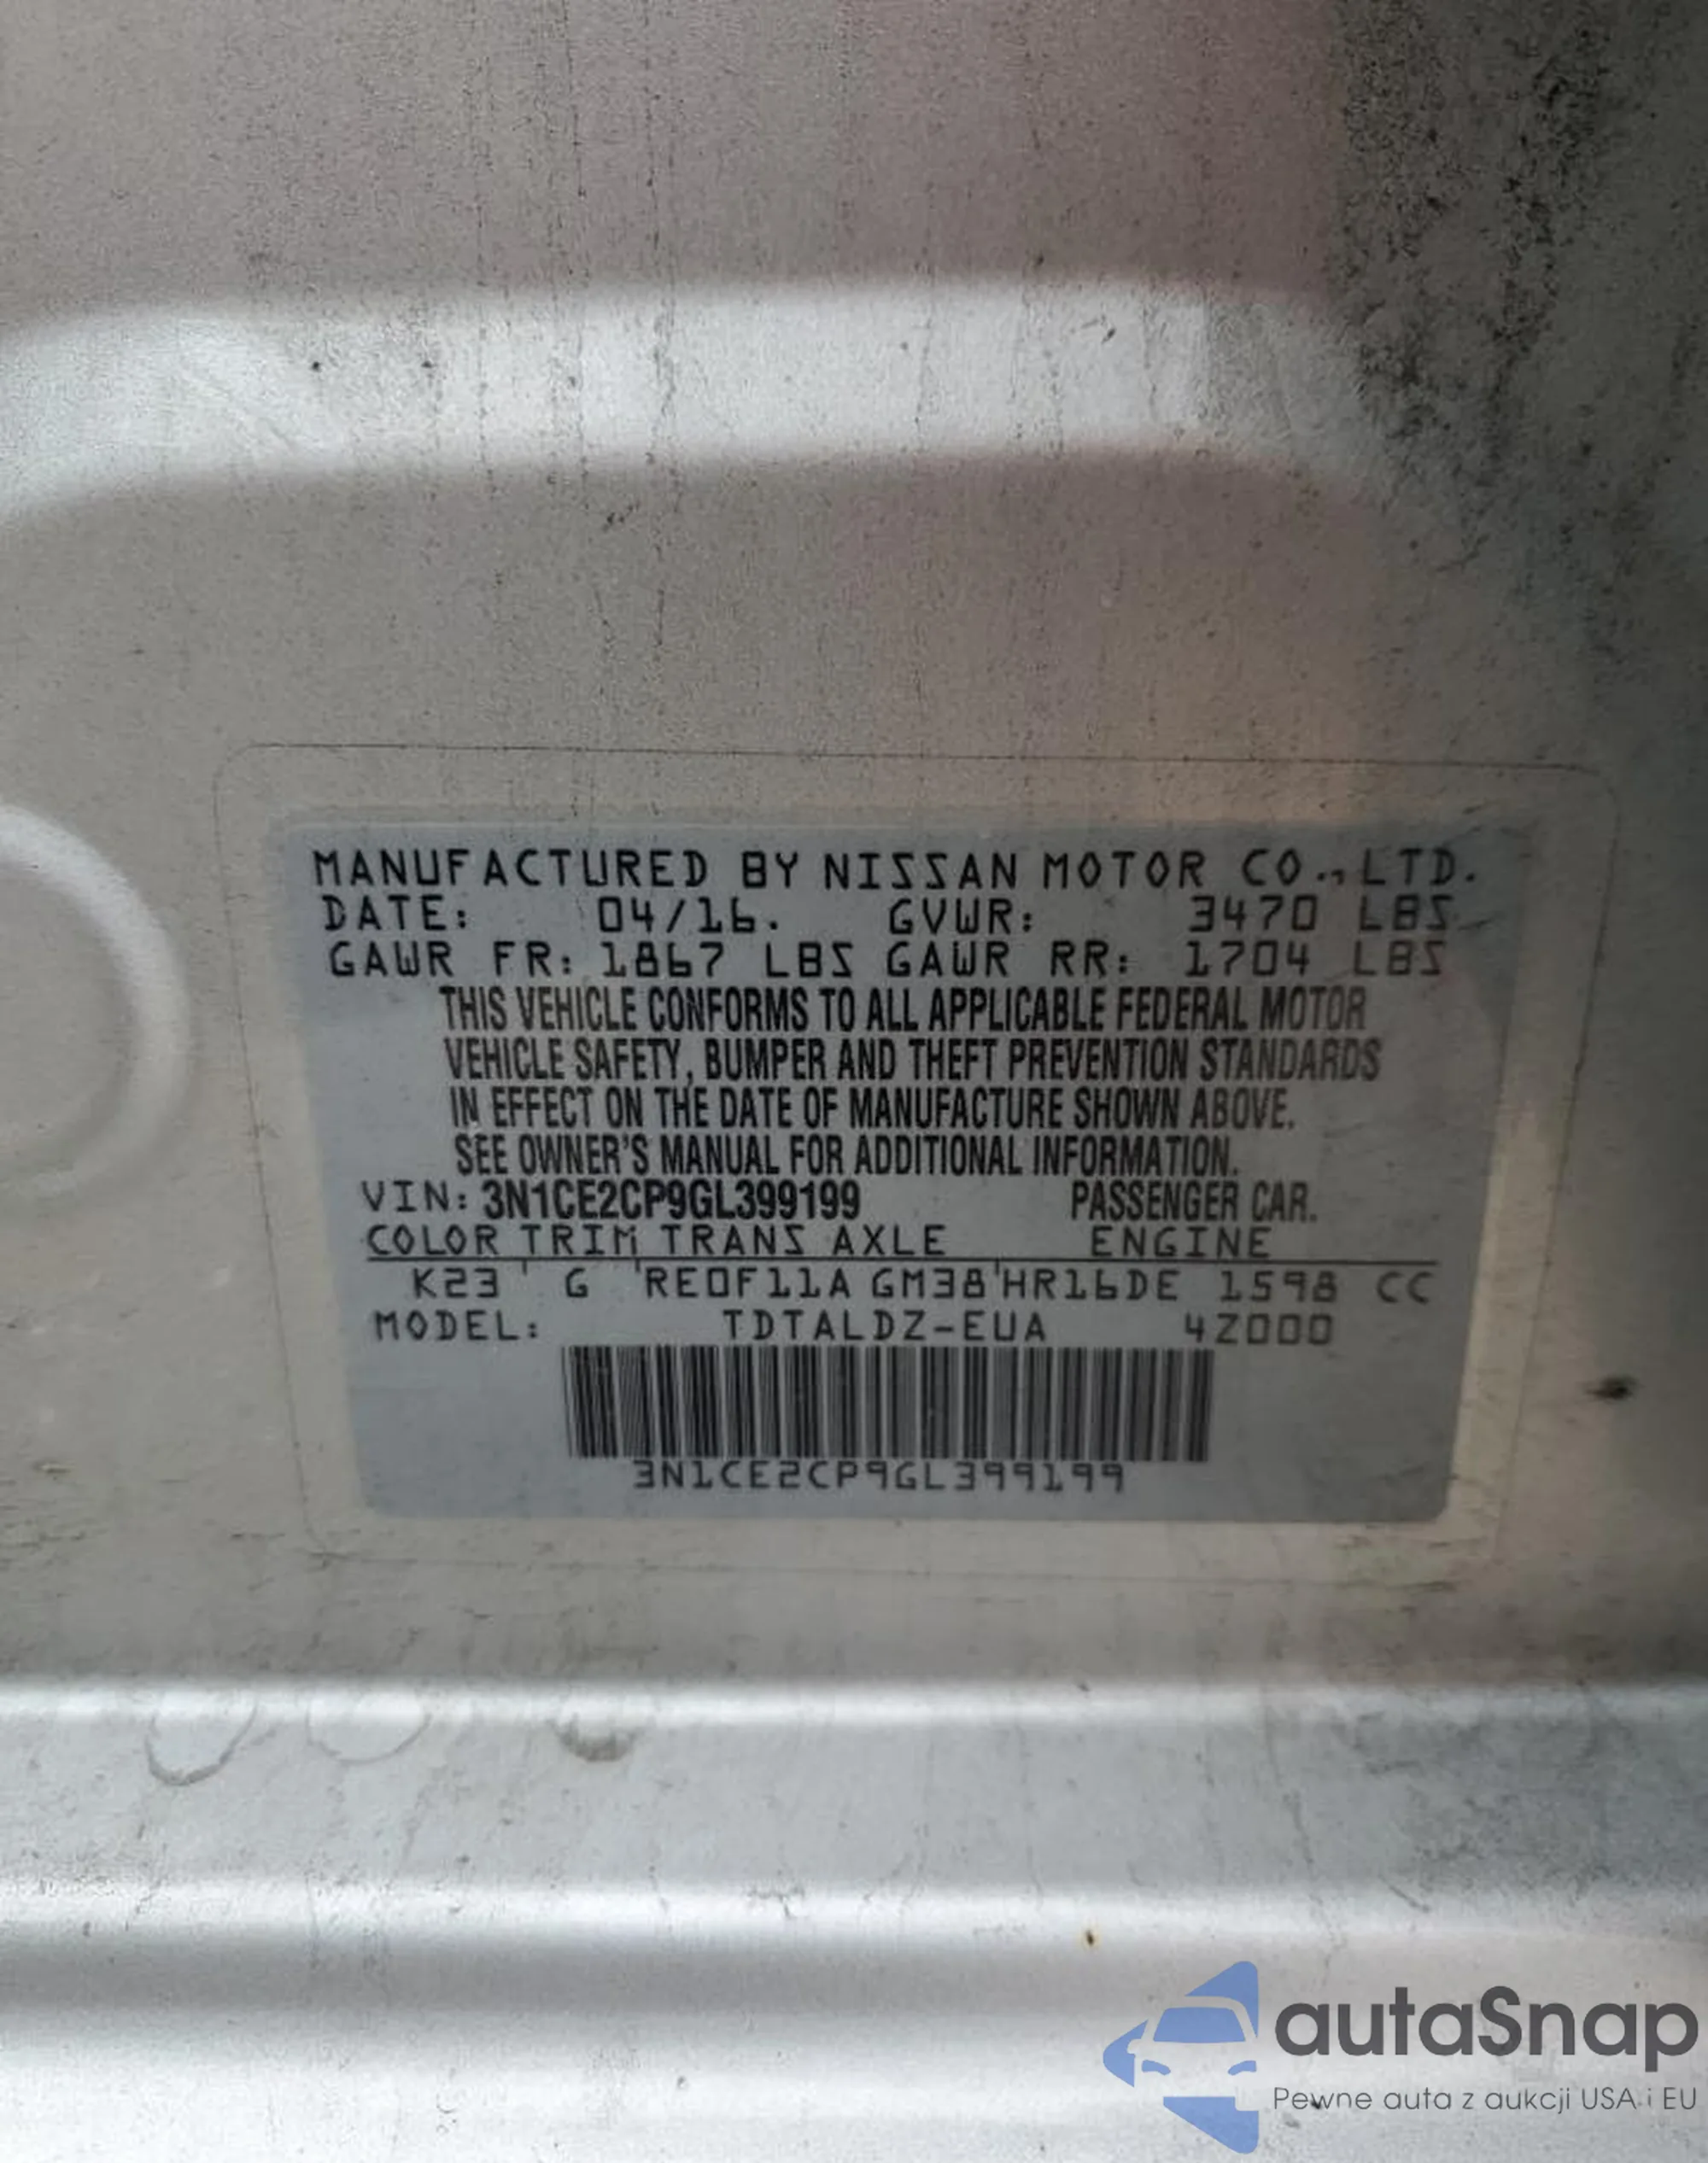 MANUFACTURED BY NISSAN MOTOR CO., LTD.
DATE: 04/16. GVWR: 3470 LBS
GAWR FR: 1867 LBS GAWR RR: 1704 LBS
THIS VEHICLE CONFORMS TO ALL APPLICABLE FEDERAL MOTOR
VEHICLE SAFETY, BUMPER AND THEFT PREVENTION STANDARDS
IN EFFECT ON THE DATE OF MANUFACTURE SHOWN ABOVE.
SEE OWNER'S MANUAL FOR ADDITIONAL INFORMATION.
VIN: 3N1CE2CP9GL399199 PASSENGER CAR.
COLOR TRIM TRANS AXLE ENGINE
K23 G RE0F11A GM38 HR16DE 1598 CC
MODEL: TDTALDZ-EUA 4Z000
3N1CE2CP9GL399199
autaSnap
Pewne auta z aukcji USA i EU